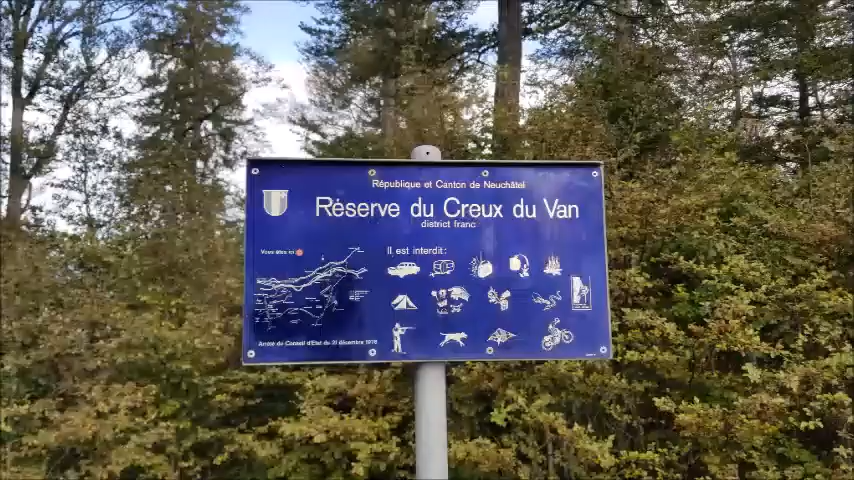 République et Canton de Neuchâtel
Réserve du Creux du Van
district franc
Vous êtes ici
Il est interdit:
Arrêté du Conseil d'Etat du 31 décembre 1976